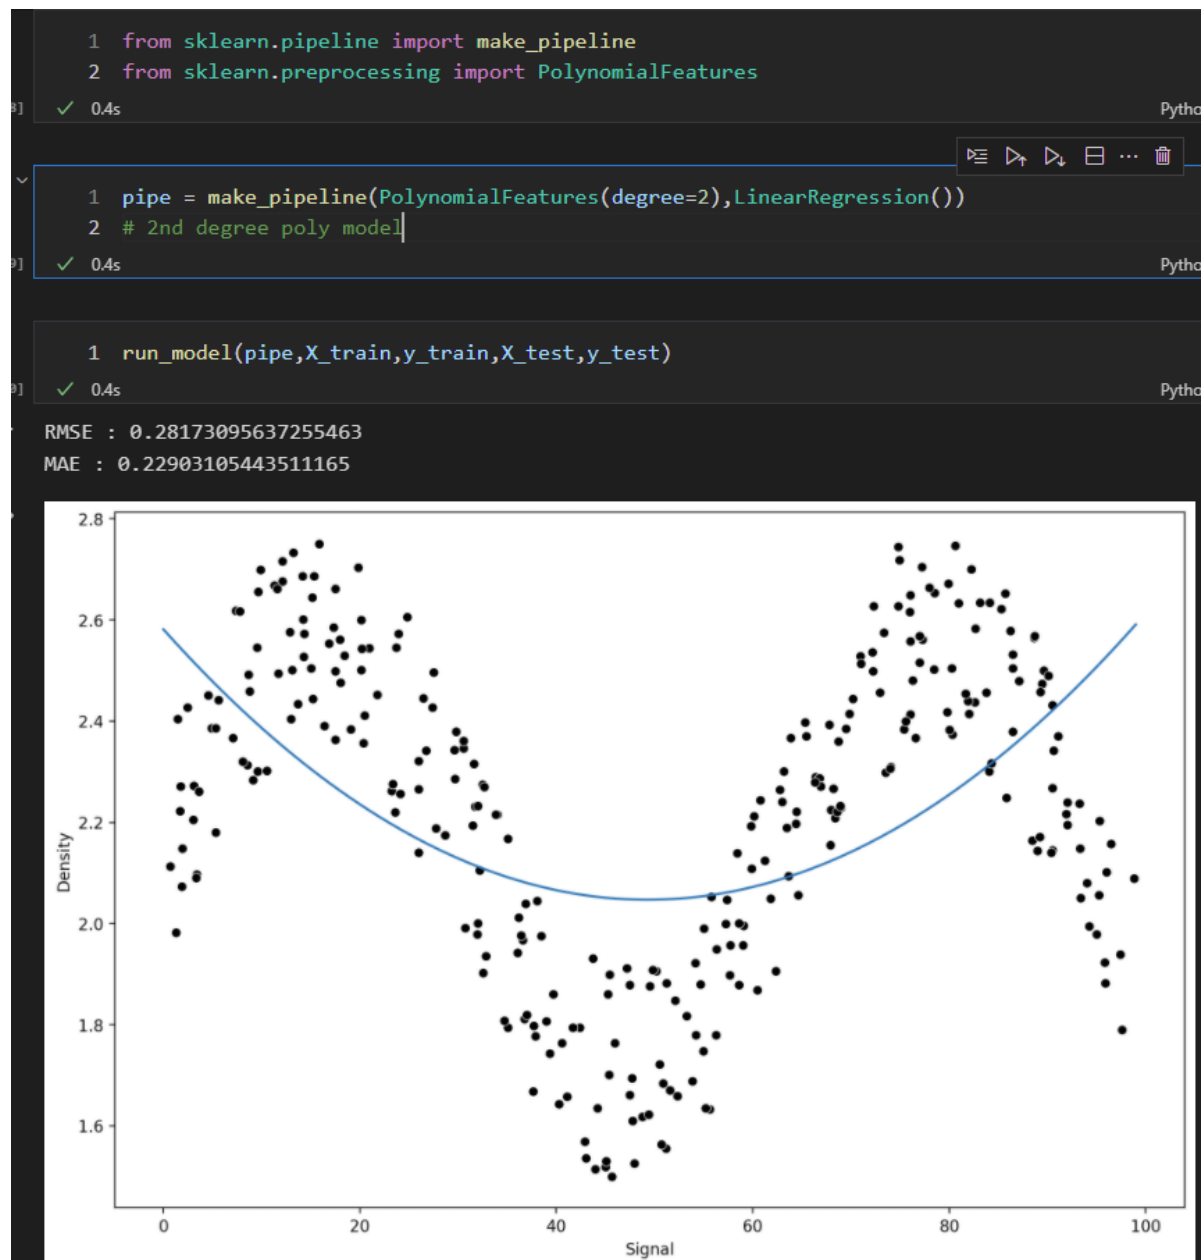 1 from sklearn.pipeline import make_pipeline
2 from sklearn.preprocessing import PolynomialFeatures
0.4s
1 pipe = make_pipeline(PolynomialFeatures(degree=2),LinearRegression())
2 # 2nd degree poly model
0.4s
1 run_model(pipe,X_train,y_train,X_test,y_test)
0.4s
RMSE : 0.28173095637255463
MAE : 0.22903105443511165
2.8
2.6
2.4
2.2
Density
2.0
1.8
1.6
0 20 40 60 80 100
Signal